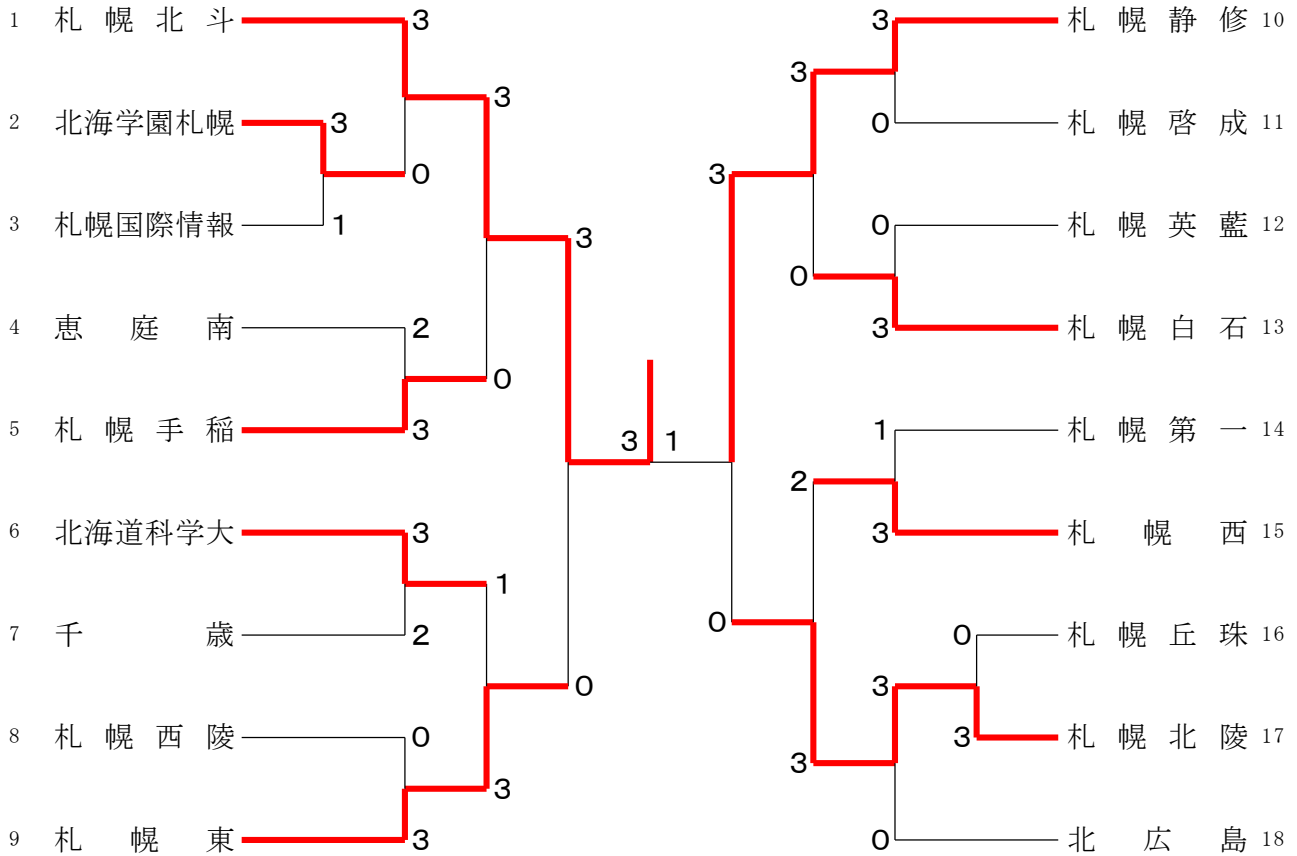 1 札幌北斗 3 3 札幌静修 10
3 3
2 北海学園札幌 3 0 札幌啓成 11
0 3
3 札幌国際情報 1 0 札幌英藍 12
3
0
4 恵庭南 2 3 札幌白石 13
0
5 札幌手稲 3 1 札幌第一 14
3 1
2
6 北海道科学大 3 3 札幌西 15
1
0
7 千歳 2 0 札幌丘珠 16
0 3
8 札幌西陵 0 3 札幌北陵 17
3 3
9 札幌東 3 0 北広島 18